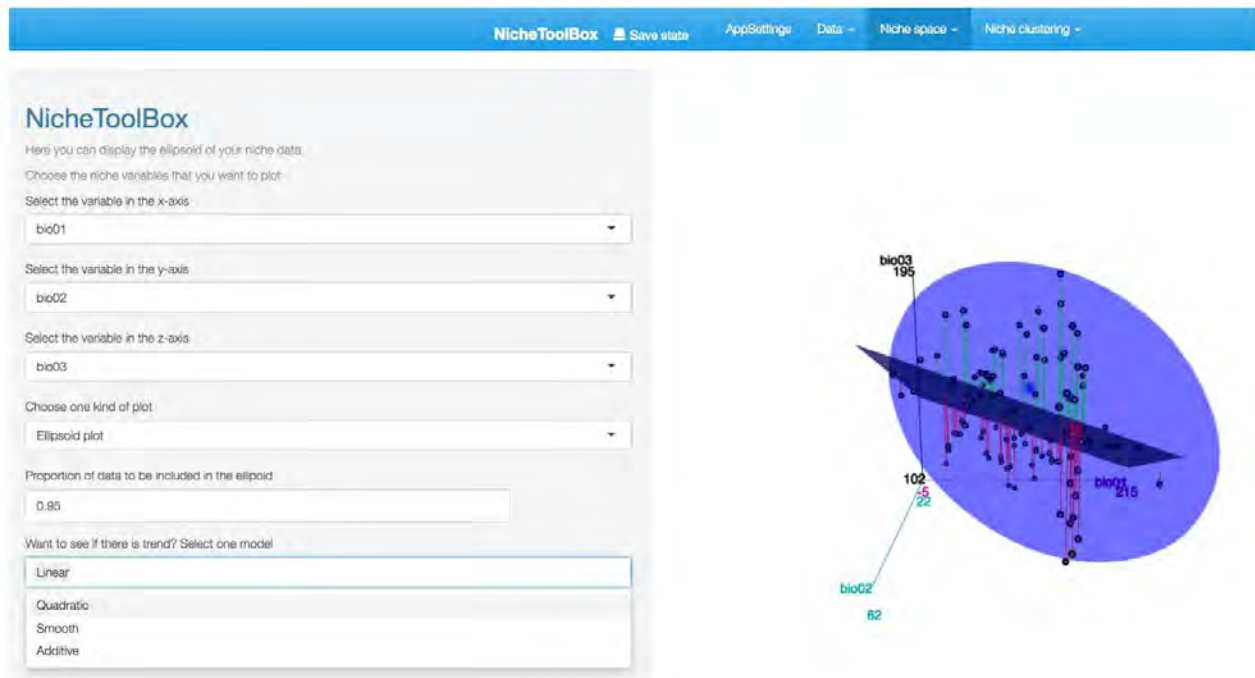 NicheToolBox Save state AppSettings Data Niche space Niche clustering
NicheToolBox
Here you can display the ellipsoid of your niche data.
Choose the niche variables that you want to plot
Select the variable in the x-axis
bio01
Select the variable in the y-axis
bio02
Select the variable in the z-axis
bio03
Choose one kind of plot
Ellipsoid plot
Proportion of data to be included in the ellipoid
0.95
Want to see if there is trend? Select one model
Linear
Quadratic
Smooth
Additive
bio03
195
102
-5
22
bio01
215
bio02
62